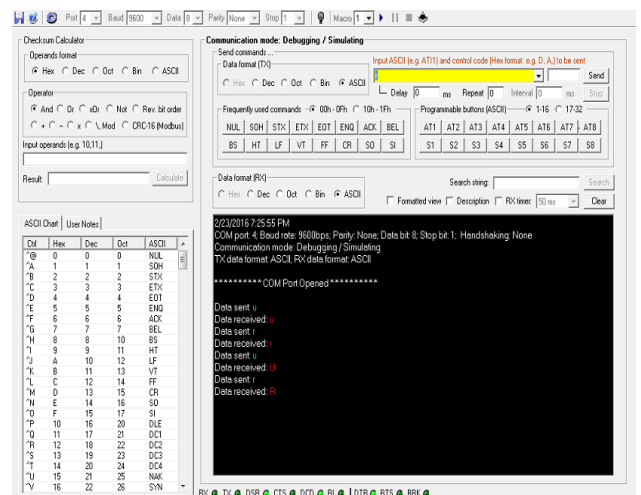 Port 4 Baud 9600 Data 8 Parity None Stop 1 Macro 1
Checksum Calculator
Operands format
Hex Dec Oct Bin ASCII
Operator
And Or xOr Not Rev. bit order
+ - x \, Mod CRC-16 (Modbus)
Input operands (e.g. 10,11,)
Result: Calculate
ASCII Chart User Notes
Ctrl Hex Dec Oct ASCII
^@ 0 0 0 NUL
^A 1 1 1 SOH
^B 2 2 2 STX
^C 3 3 3 ETX
^D 4 4 4 EOT
^E 5 5 5 ENQ
^F 6 6 6 ACK
^G 7 7 7 BEL
^H 8 8 10 BS
^I 9 9 11 HT
^J A 10 12 LF
^K B 11 13 VT
^L C 12 14 FF
^M D 13 15 CR
^N E 14 16 SO
^O F 15 17 SI
^P 10 16 20 DLE
^Q 11 17 21 DC1
^R 12 18 22 DC2
^S 13 19 23 DC3
^T 14 20 24 DC4
^U 15 21 25 NAK
^V 16 22 26 SYN
Communication mode: Debugging / Simulating
Send commands ...
Data format (TX)
Hex Dec Oct Bin ASCII
Input ASCII (e.g. ATI1) and control code (Hex format: e.g. D, A,) to be sent
Send
Delay 0 ms Repeat 0 Interval 0 ms Stop
Frequently used commands 00h - 0Fh 10h - 1Fh
NUL SOH STX ETX EOT ENQ ACK BEL
BS HT LF VT FF CR SO SI
Programmable buttons (ASCII) 1-16 17-32
AT1 AT2 AT3 AT4 AT5 AT6 AT7 AT8
S1 S2 S3 S4 S5 S6 S7 S8
Data format (RX)
Hex Dec Oct Bin ASCII
Search string: Search
Formatted view Description RX timer: 50 ms Clear
2/23/2016 7:25:55 PM
COM port: 4; Baud rate: 9600bps; Parity: None; Data bit: 8; Stop bit: 1; Handshaking: None
Communication mode: Debugging / Simulating
TX data format: ASCII; RX data format: ASCII
********** COM Port Opened **********
Data sent: u
Data received: u
Data sent: r
Data received: r
Data sent: u
Data received: U
Data sent: r
Data received: R
RX TX DSR CTS DCD RI DTR RTS BRK